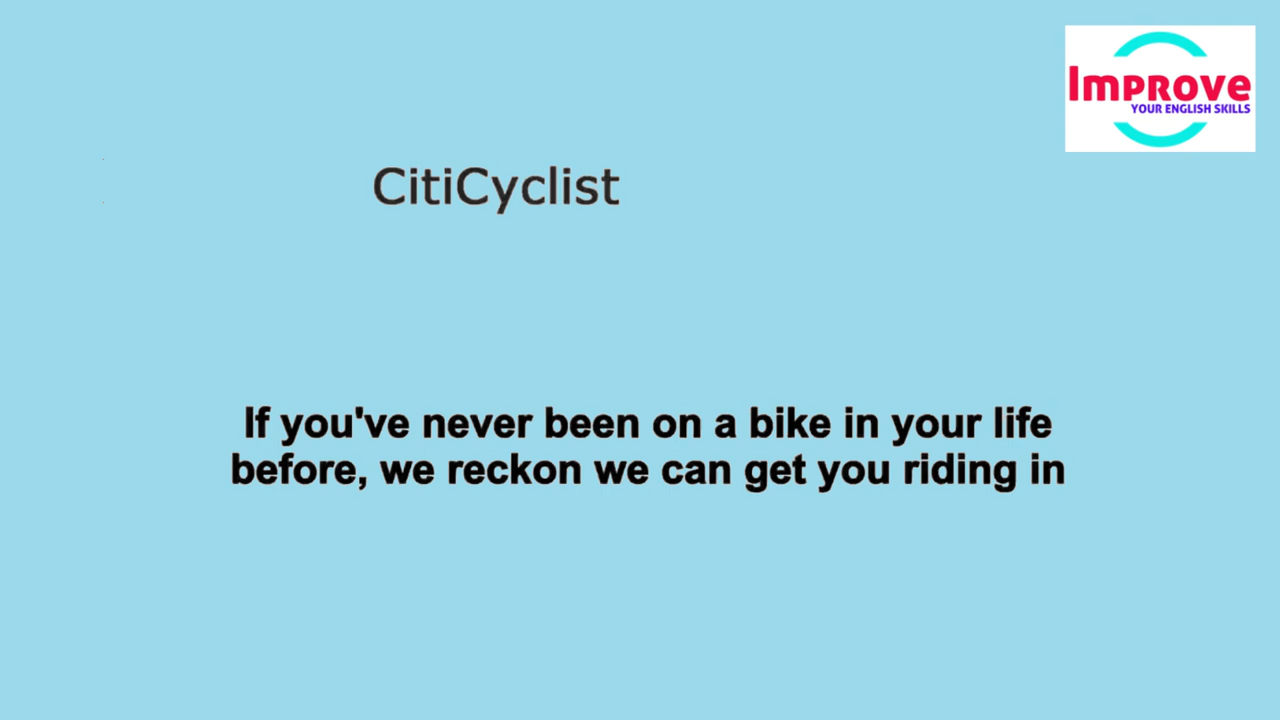 Improve
YOUR ENGLISH SKILLS
CitiCyclist
If you've never been on a bike in your life
before, we reckon we can get you riding in